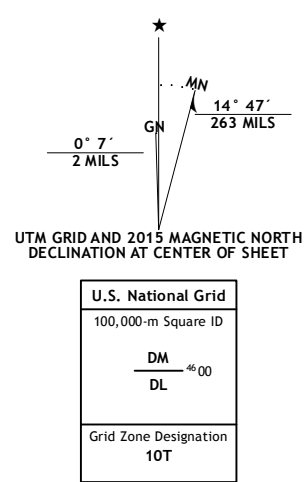 ★
MN
14° 47´
263 MILS
GN
0° 7´
2 MILS
UTM GRID AND 2015 MAGNETIC NORTH
DECLINATION AT CENTER OF SHEET
U.S. National Grid
100,000-m Square ID
DM
4600
DL
Grid Zone Designation
10T